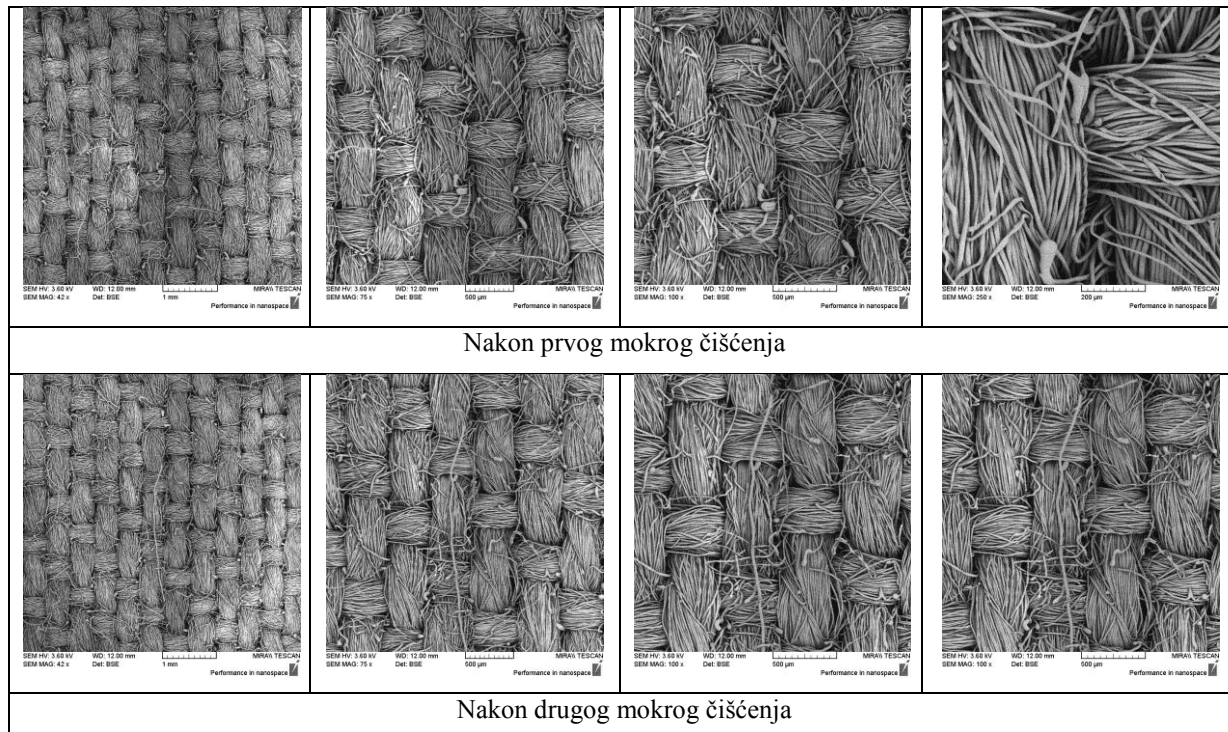 SEM HV: 3.60 kV WD: 12.00 mm MIRA\\ TESCAN
SEM MAG: 42 x Det: BSE 1 mm
Performance in nanospace
SEM HV: 3.60 kV WD: 12.00 mm MIRA\\ TESCAN
SEM MAG: 75 x Det: BSE 500 µm
Performance in nanospace
SEM HV: 3.60 kV WD: 12.00 mm MIRA\\ TESCAN
SEM MAG: 100 x Det: BSE 500 µm
Performance in nanospace
SEM HV: 3.60 kV WD: 12.00 mm MIRA\\ TESCAN
SEM MAG: 250 x Det: BSE 200 µm
Performance in nanospace
Nakon prvog mokrog čišćenja
SEM HV: 3.60 kV WD: 12.00 mm MIRA\\ TESCAN
SEM MAG: 42 x Det: BSE 1 mm
Performance in nanospace
SEM HV: 3.60 kV WD: 12.00 mm MIRA\\ TESCAN
SEM MAG: 75 x Det: BSE 500 µm
Performance in nanospace
SEM HV: 3.60 kV WD: 12.00 mm MIRA\\ TESCAN
SEM MAG: 100 x Det: BSE 500 µm
Performance in nanospace
SEM HV: 3.60 kV WD: 12.00 mm MIRA\\ TESCAN
SEM MAG: 100 x Det: BSE 500 µm
Performance in nanospace
Nakon drugog mokrog čišćenja